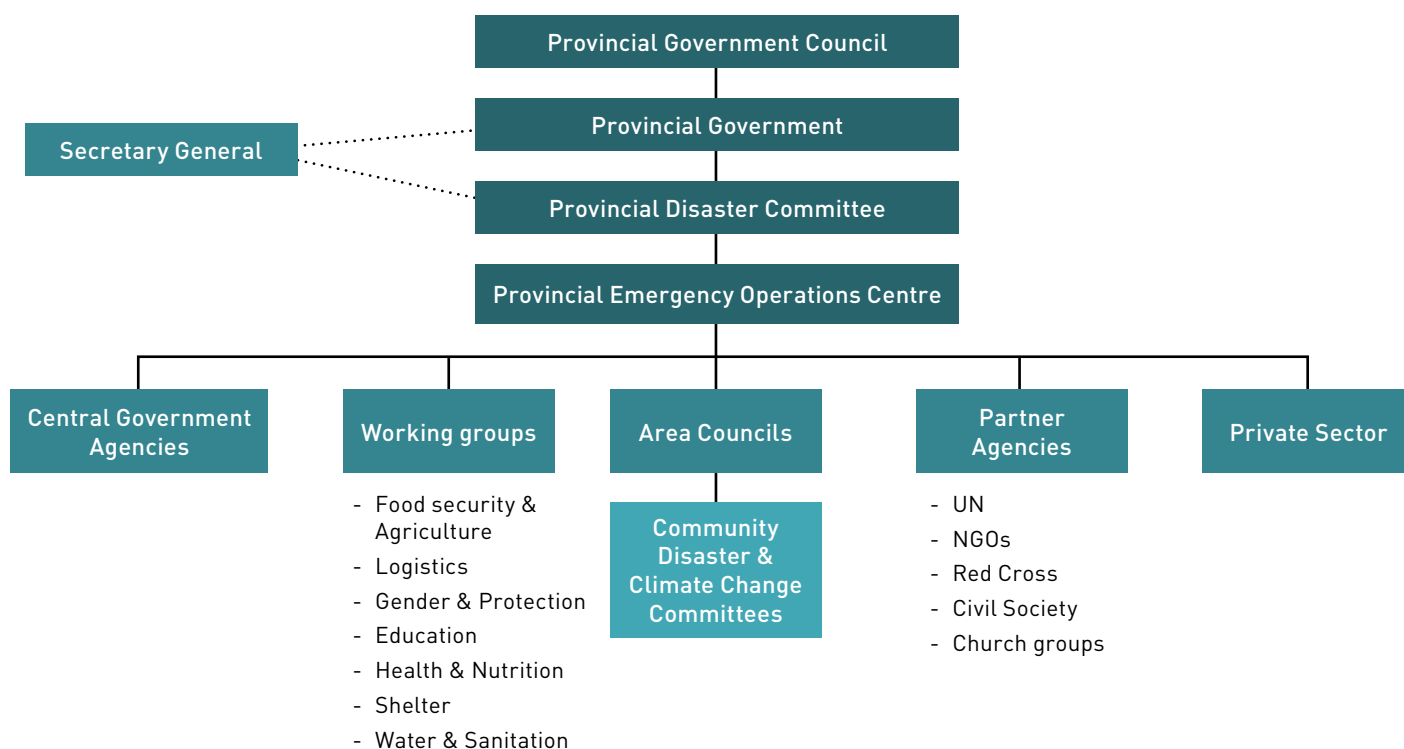 Provincial Government Council
Provincial Government
Secretary General
Provincial Disaster Committee
Provincial Emergency Operations Centre
Central Government
Agencies
Working groups
- Food security &
Agriculture
- Logistics
- Gender & Protection
- Education
- Health & Nutrition
- Shelter
- Water & Sanitation
Area Councils
Community
Disaster &
Climate Change
Committees
Partner
Agencies
- UN
- NGOs
- Red Cross
- Civil Society
- Church groups
Private Sector